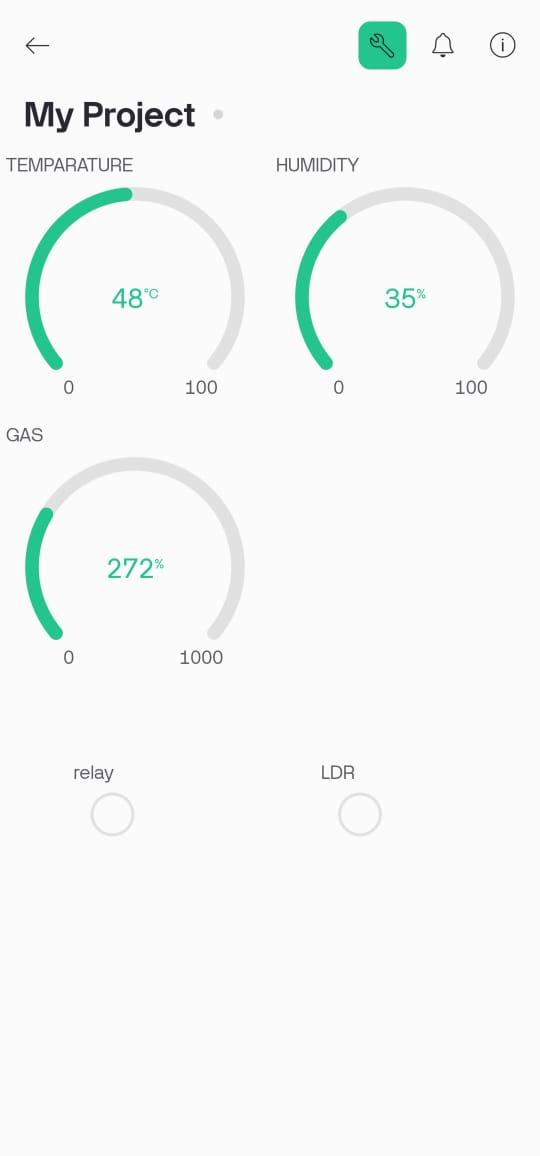 My Project
TEMPARATURE
HUMIDITY
48°C
35%
0
100
0
100
GAS
272%
0
1000
relay
LDR